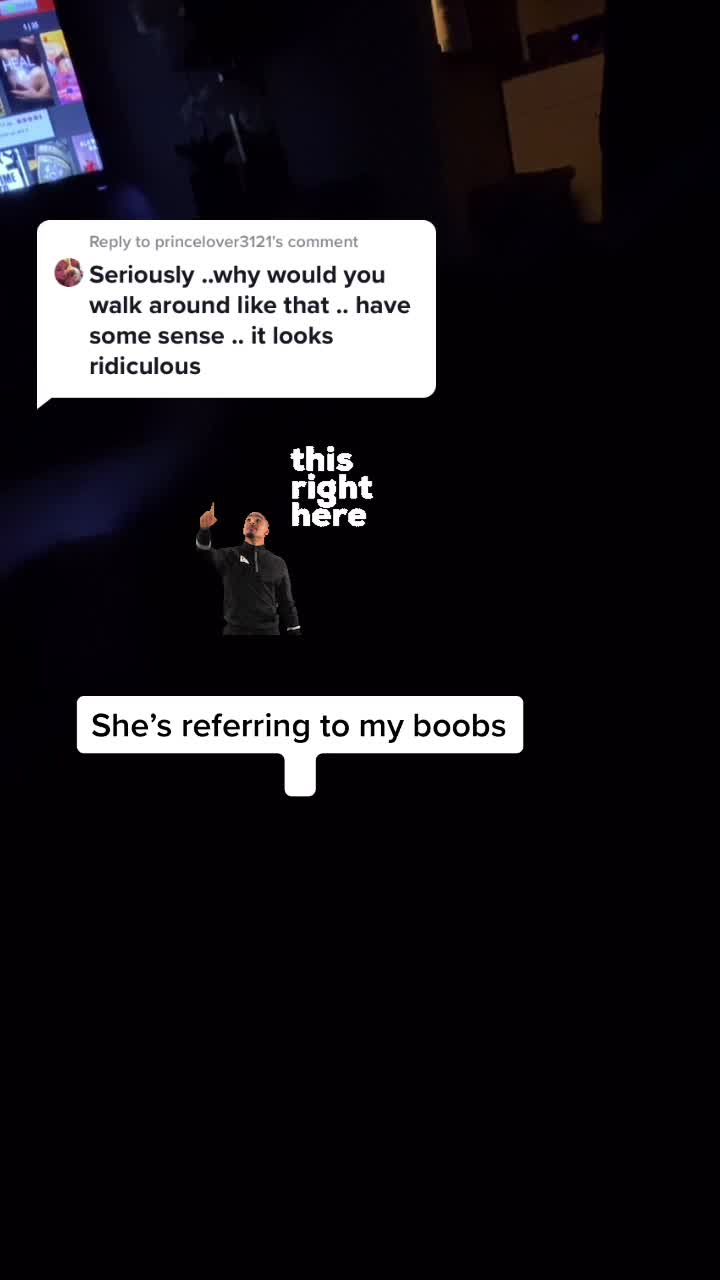 HEAL
Reply to princelover3121's comment
Seriously ..why would you
walk around like that .. have
some sense .. it looks
ridiculous
this
right
here
She’s referring to my boobs